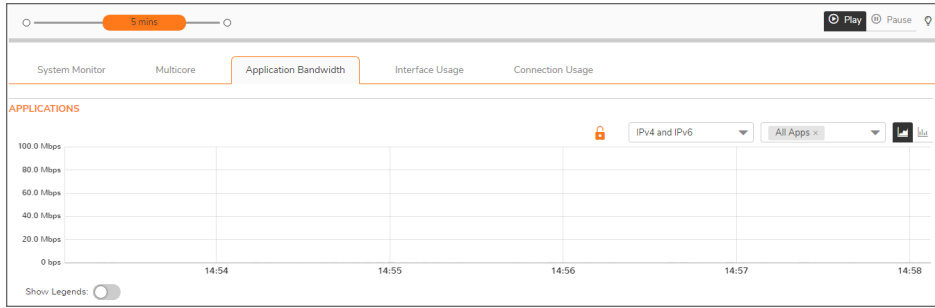 5 mins
Play Pause
System Monitor Multicore Application Bandwidth Interface Usage Connection Usage
APPLICATIONS
IPv4 and IPv6 All Apps ×
100.0 Mbps
80.0 Mbps
60.0 Mbps
40.0 Mbps
20.0 Mbps
0 bps
14:54 14:55 14:56 14:57 14:58
Show Legends: